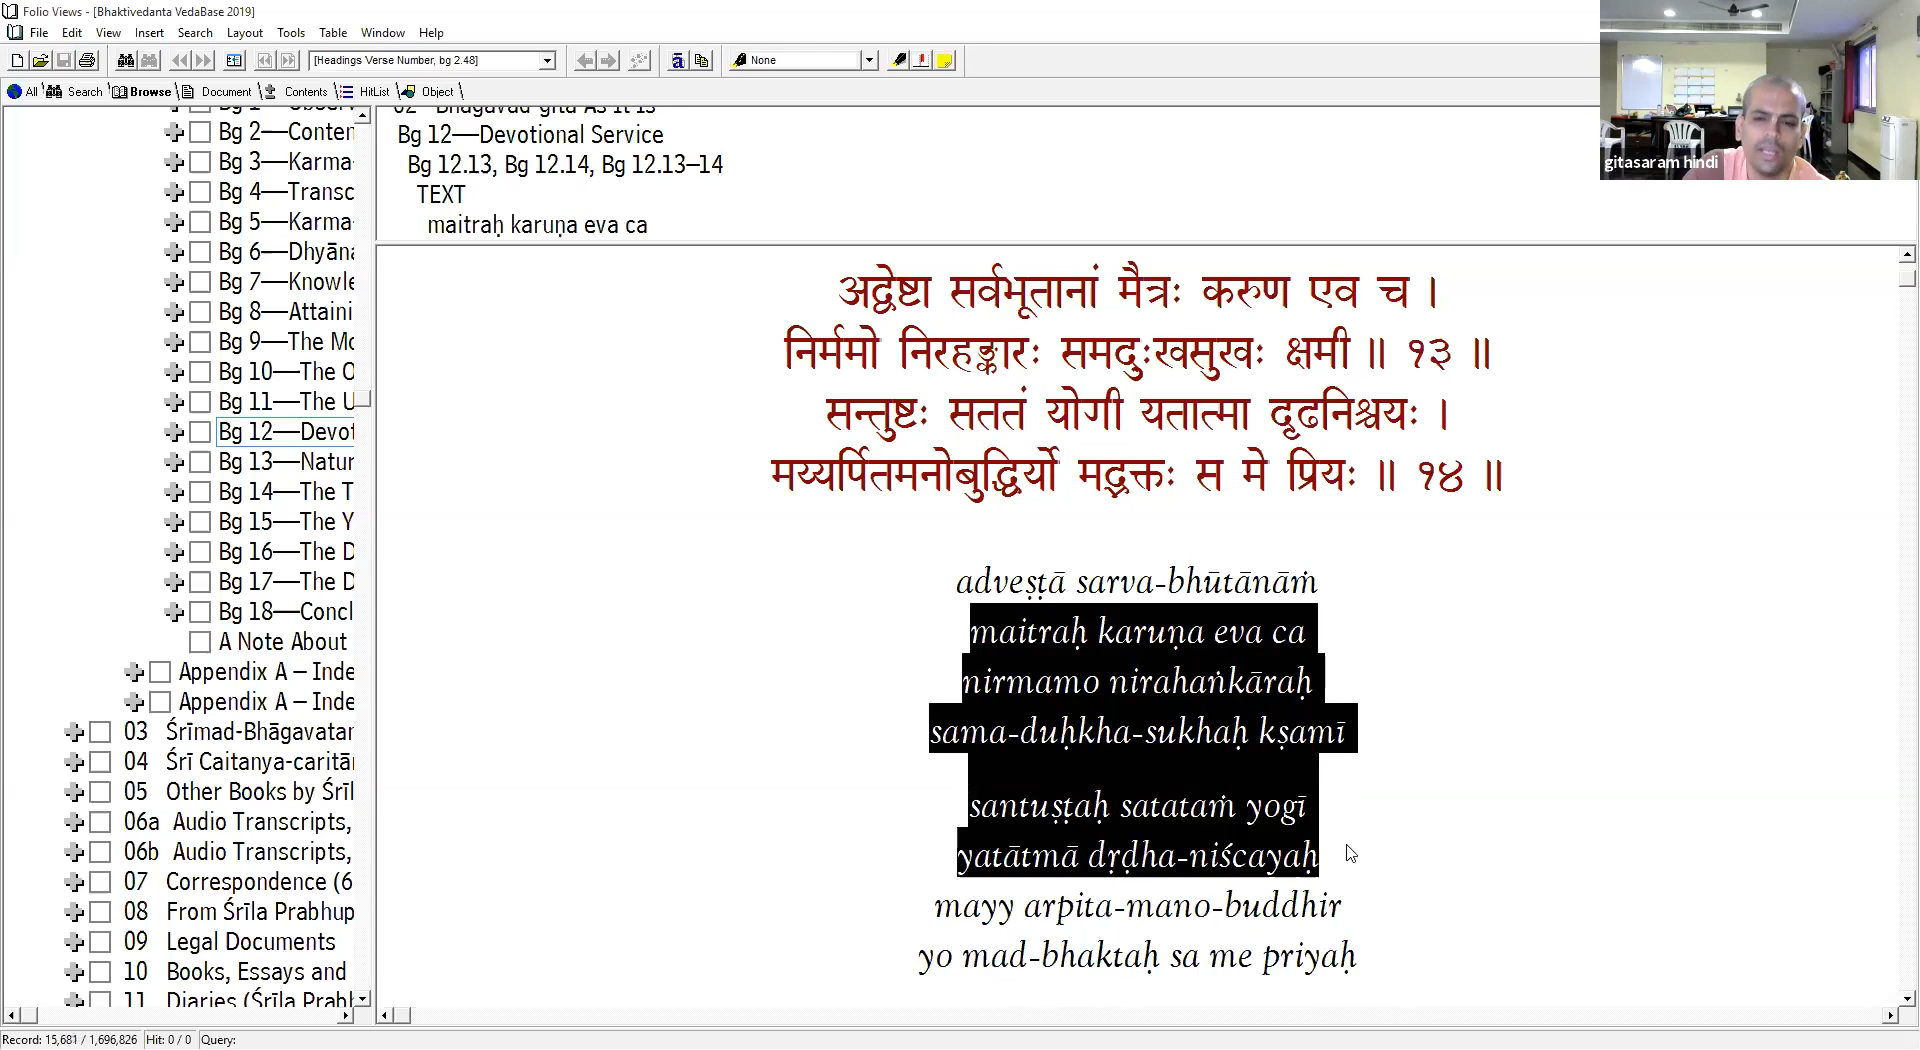 Folio Views - [Bhaktivedanta VedaBase 2019]
File Edit View Insert Search Layout Tools Table Window Help
[Headings Verse Number, bg 2.48]
None
All Search Browse Document Contents HitList Object
Bg 2—Conten
Bg 3—Karma-
Bg 4—Transc
Bg 5—Karma-
Bg 6—Dhyāna
Bg 7—Knowle
Bg 8—Attaini
Bg 9—The Mo
Bg 10—The O
Bg 11—The U
Bg 12—Devot
Bg 13—Natur
Bg 14—The T
Bg 15—The Y
Bg 16—The D
Bg 17—The D
Bg 18—Concl
A Note About
Appendix A – Inde
Appendix A – Inde
03 Śrīmad-Bhāgavatar
04 Śrī Caitanya-caritā
05 Other Books by Śrīl
06a Audio Transcripts,
06b Audio Transcripts,
07 Correspondence (6
08 From Śrīla Prabhup
09 Legal Documents
10 Books, Essays and
11 Diaries (Śrīla Prabh
02 Bhagavad-gītā As It Is
Bg 12—Devotional Service
Bg 12.13, Bg 12.14, Bg 12.13–14
TEXT
maitraḥ karuṇa eva ca
अद्वेष्टा सर्वभूतानां मैत्रः करुण एव च ।
निर्ममो निरहङ्कारः समदुःखसुखः क्षमी ॥ १३ ॥
सन्तुष्टः सततं योगी यतात्मा दृढनिश्चयः ।
मय्यर्पितमनोबुद्धिर्यो मद्भक्तः स मे प्रियः ॥ १४ ॥
adveṣṭā sarva-bhūtānāṁ
maitraḥ karuṇa eva ca
nirmamo nirahaṅkāraḥ
sama-duḥkha-sukhaḥ kṣamī
santuṣṭaḥ satataṁ yogī
yatātmā dṛḍha-niścayaḥ
mayy arpita-mano-buddhir
yo mad-bhaktaḥ sa me priyaḥ
gitasaram hindi
Record: 15,681 / 1,696,826 Hit: 0 / 0 Query: